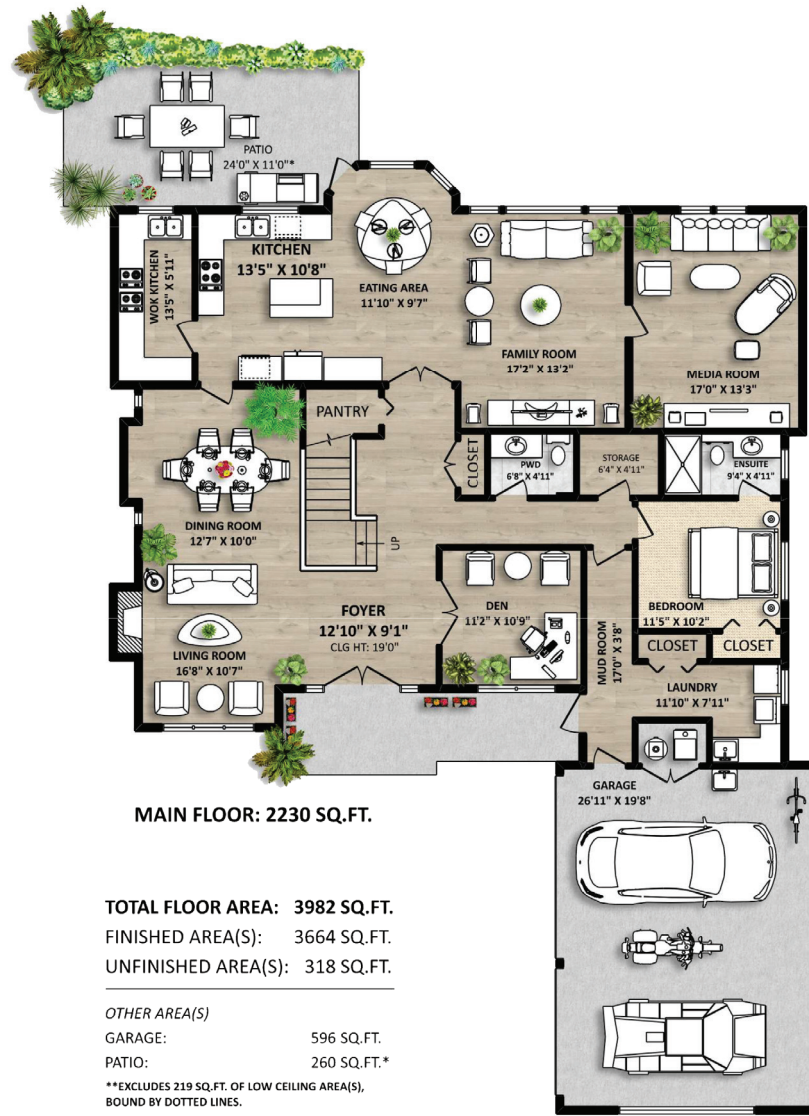 PATIO
24'0" X 11'0"*
WOK KITCHEN
13'5" X 5'11"
KITCHEN
13'5" X 10'8"
EATING AREA
11'10" X 9'7"
FAMILY ROOM
17'2" X 13'2"
MEDIA ROOM
17'0" X 13'3"
PANTRY
CLOSET
PWD
6'8" X 4'11"
STORAGE
6'4" X 4'11"
ENSUITE
9'4" X 4'11"
DINING ROOM
12'7" X 10'0"
UP
FOYER
12'10" X 9'1"
CLG HT: 19'0"
DEN
11'2" X 10'9"
BEDROOM
11'5" X 10'2"
LIVING ROOM
16'8" X 10'7"
MUD ROOM
17'0" X 3'8"
CLOSET
CLOSET
LAUNDRY
11'10" X 7'11"
GARAGE
26'11" X 19'8"
MAIN FLOOR: 2230 SQ.FT.
TOTAL FLOOR AREA: 3982 SQ.FT.
FINISHED AREA(S): 3664 SQ.FT.
UNFINISHED AREA(S): 318 SQ.FT.
OTHER AREA(S)
GARAGE: 596 SQ.FT.
PATIO: 260 SQ.FT.*
**EXCLUDES 219 SQ.FT. OF LOW CEILING AREA(S),
BOUND BY DOTTED LINES.